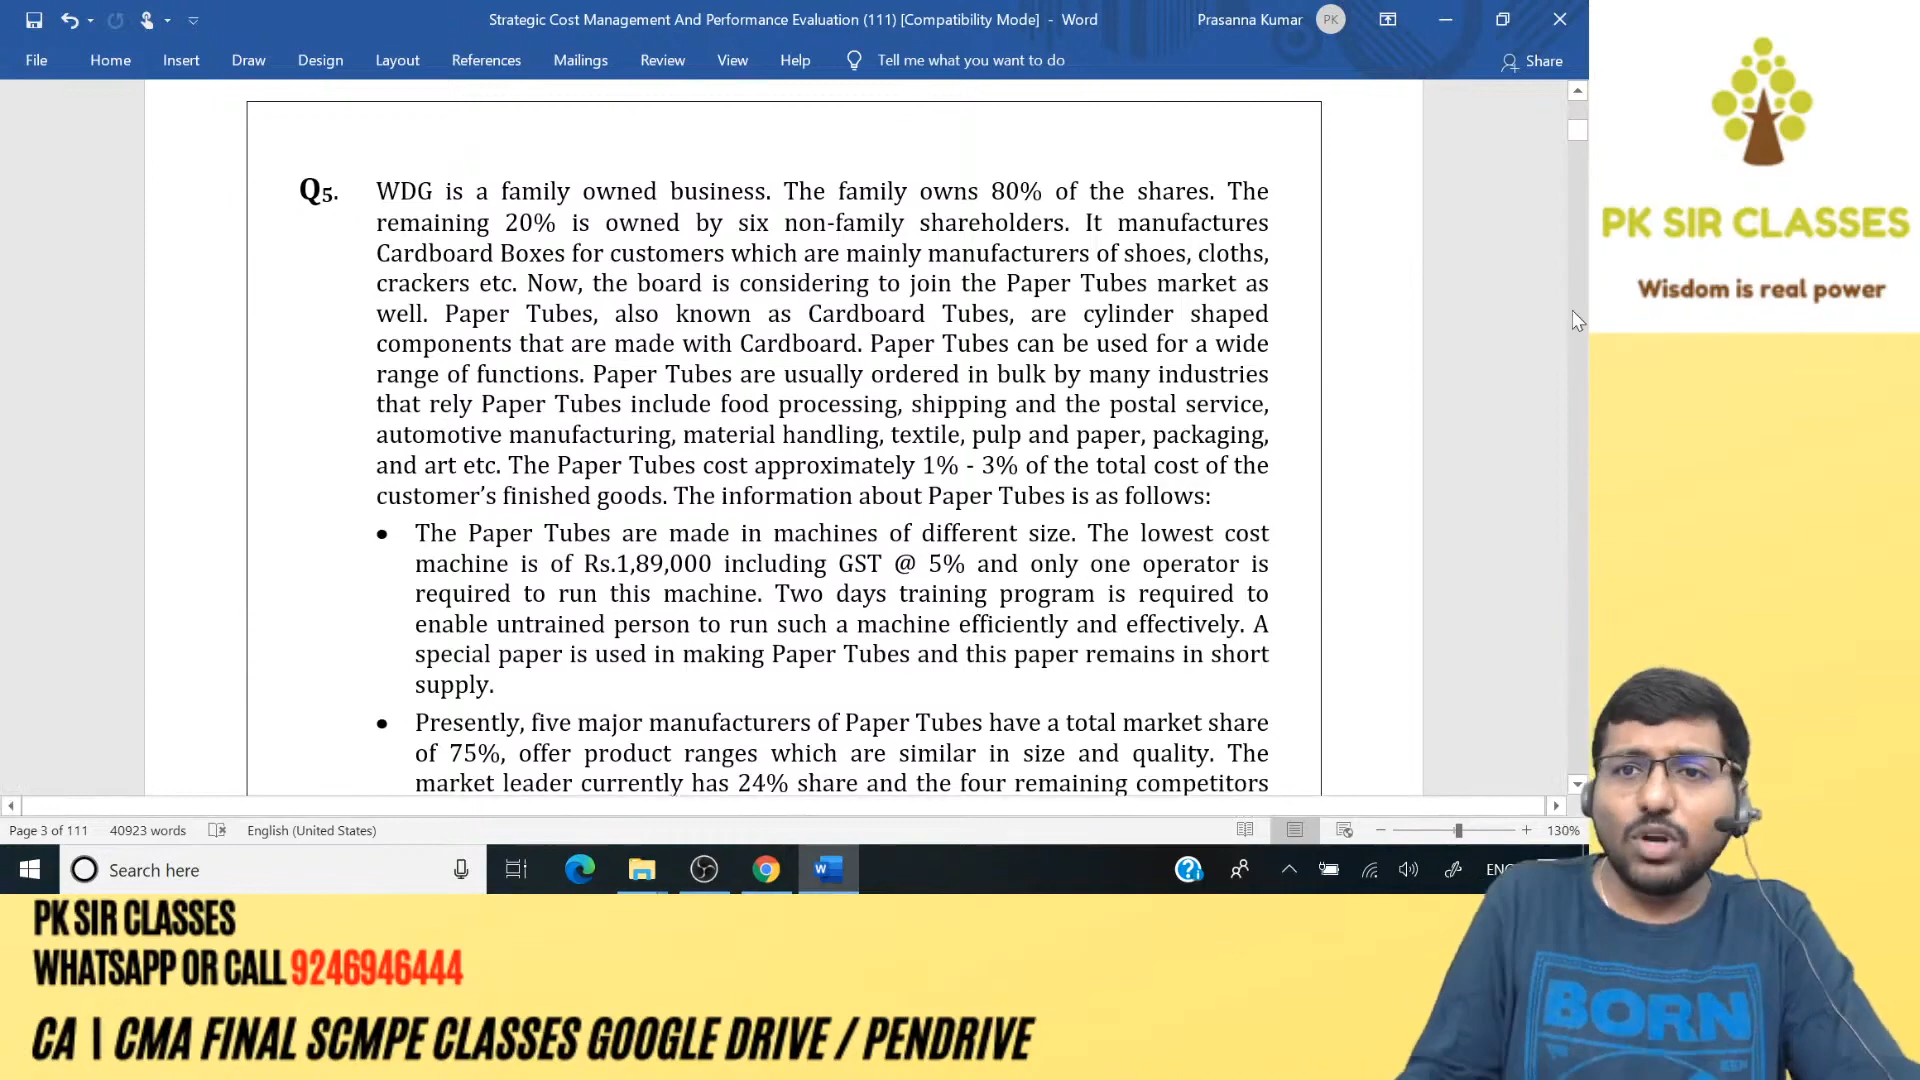 Strategic Cost Management And Performance Evaluation (111) [Compatibility Mode] - Word
Prasanna Kumar
PK
File Home Insert Draw Design Layout References Mailings Review View Help Tell me what you want to do
Share
Q5. WDG is a family owned business. The family owns 80% of the shares. The
remaining 20% is owned by six non-family shareholders. It manufactures
Cardboard Boxes for customers which are mainly manufacturers of shoes, cloths,
crackers etc. Now, the board is considering to join the Paper Tubes market as
well. Paper Tubes, also known as Cardboard Tubes, are cylinder shaped
components that are made with Cardboard. Paper Tubes can be used for a wide
range of functions. Paper Tubes are usually ordered in bulk by many industries
that rely Paper Tubes include food processing, shipping and the postal service,
automotive manufacturing, material handling, textile, pulp and paper, packaging,
and art etc. The Paper Tubes cost approximately 1% - 3% of the total cost of the
customer's finished goods. The information about Paper Tubes is as follows:
• The Paper Tubes are made in machines of different size. The lowest cost
machine is of Rs.1,89,000 including GST @ 5% and only one operator is
required to run this machine. Two days training program is required to
enable untrained person to run such a machine efficiently and effectively. A
special paper is used in making Paper Tubes and this paper remains in short
supply.
• Presently, five major manufacturers of Paper Tubes have a total market share
of 75%, offer product ranges which are similar in size and quality. The
market leader currently has 24% share and the four remaining competitors
Page 3 of 111 40923 words English (United States) 130%
Search here
ENG
PK SIR CLASSES
Wisdom is real power
PK SIR CLASSES
WHATSAPP OR CALL 9246946444
CA \ CMA FINAL SCMPE CLASSES GOOGLE DRIVE / PENDRIVE
BORN